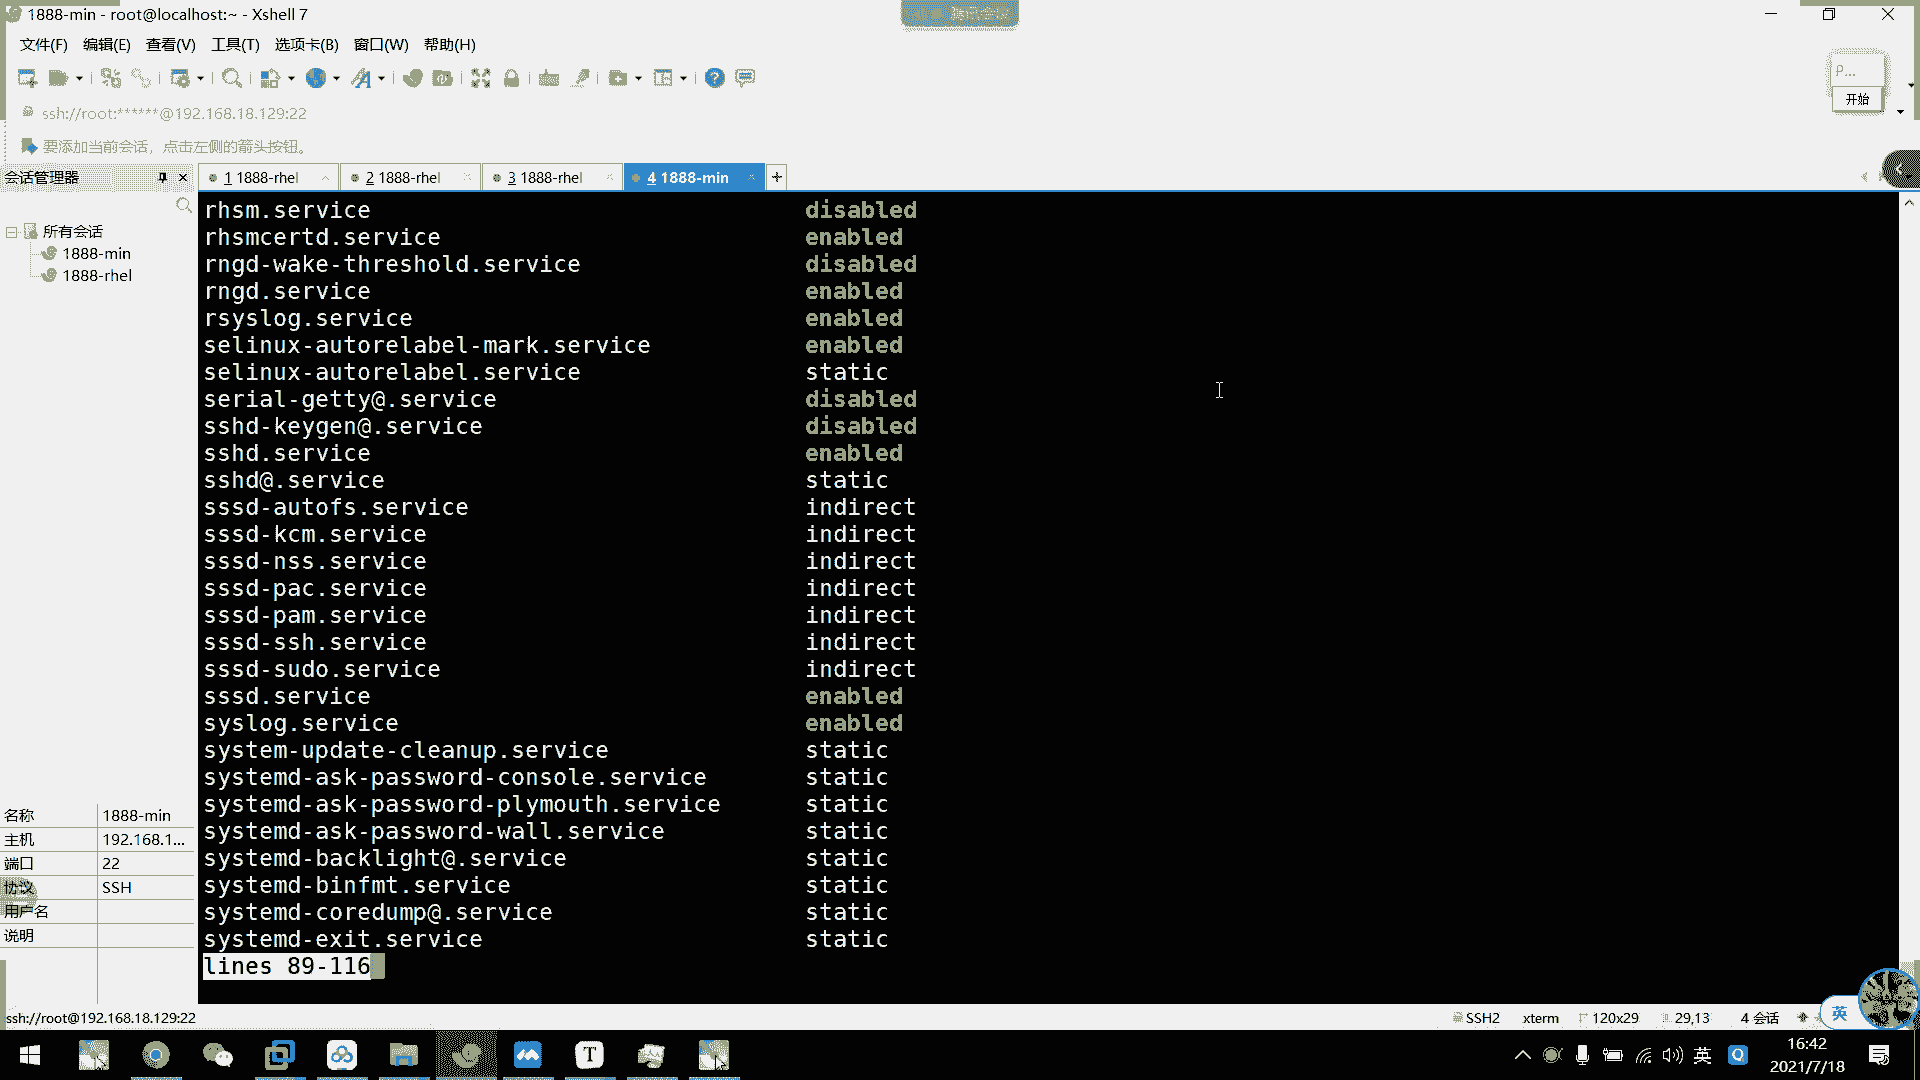 1888-min - root@localhost:~ - Xshell 7
文件(F) 编辑(E) 查看(V) 工具(T) 选项卡(B) 窗口(W) 帮助(H)
P...
开始
ssh://root:******@192.168.18.129:22
要添加当前会话，点击左侧的箭头按钮。
会话管理器
1 1888-rhel
2 1888-rhel
3 1888-rhel
4 1888-min
所有会话
1888-min
1888-rhel
rhsm.service disabled
rhsmcertd.service enabled
rngd-wake-threshold.service disabled
rngd.service enabled
rsyslog.service enabled
selinux-autorelabel-mark.service enabled
selinux-autorelabel.service static
serial-getty@.service disabled
sshd-keygen@.service disabled
sshd.service enabled
sshd@.service static
sssd-autofs.service indirect
sssd-kcm.service indirect
sssd-nss.service indirect
sssd-pac.service indirect
sssd-pam.service indirect
sssd-ssh.service indirect
sssd-sudo.service indirect
sssd.service enabled
syslog.service enabled
system-update-cleanup.service static
systemd-ask-password-console.service static
systemd-ask-password-plymouth.service static
systemd-ask-password-wall.service static
systemd-backlight@.service static
systemd-binfmt.service static
systemd-coredump@.service static
systemd-exit.service static
lines 89-116
名称 1888-min
主机 192.168.1...
端口 22
协议 SSH
用户名
说明
ssh://root@192.168.18.129:22
SSH2 xterm 120x29 29,13 4 会话
英
T
英
16:42
2021/7/18